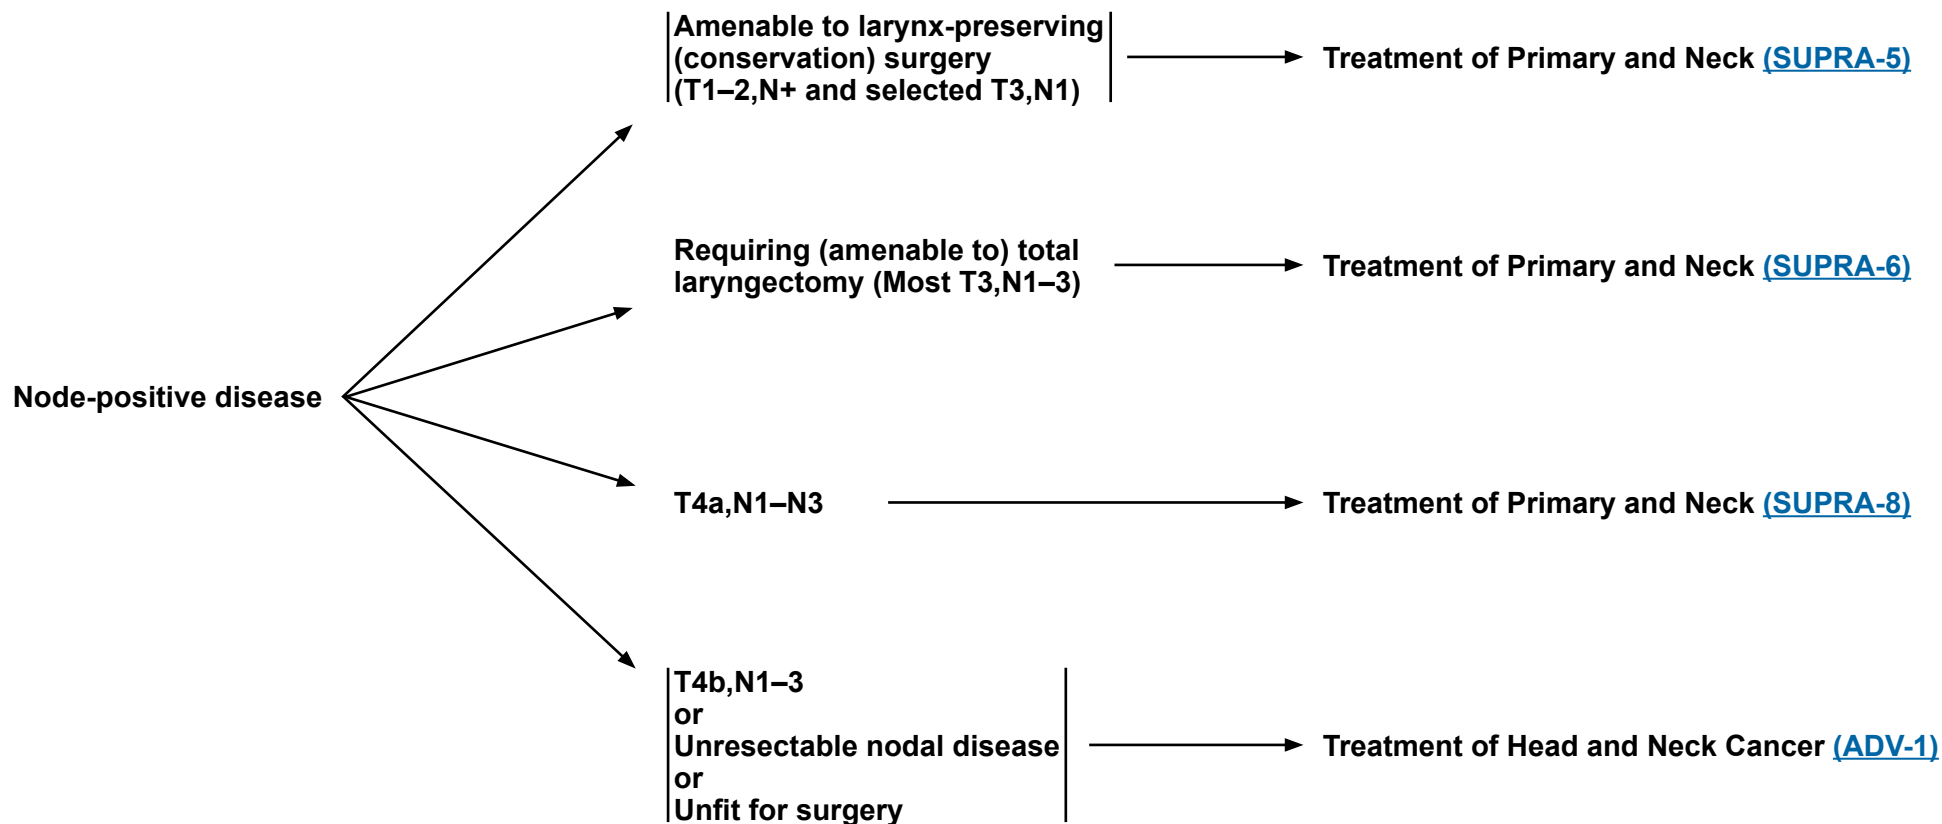 Node-positive disease
Amenable to larynx-preserving
(conservation) surgery
(T1–2,N+ and selected T3,N1)
Treatment of Primary and Neck (SUPRA-5)
Requiring (amenable to) total
laryngectomy (Most T3,N1–3)
Treatment of Primary and Neck (SUPRA-6)
T4a,N1–N3
Treatment of Primary and Neck (SUPRA-8)
T4b,N1–3
or
Unresectable nodal disease
or
Unfit for surgery
Treatment of Head and Neck Cancer (ADV-1)